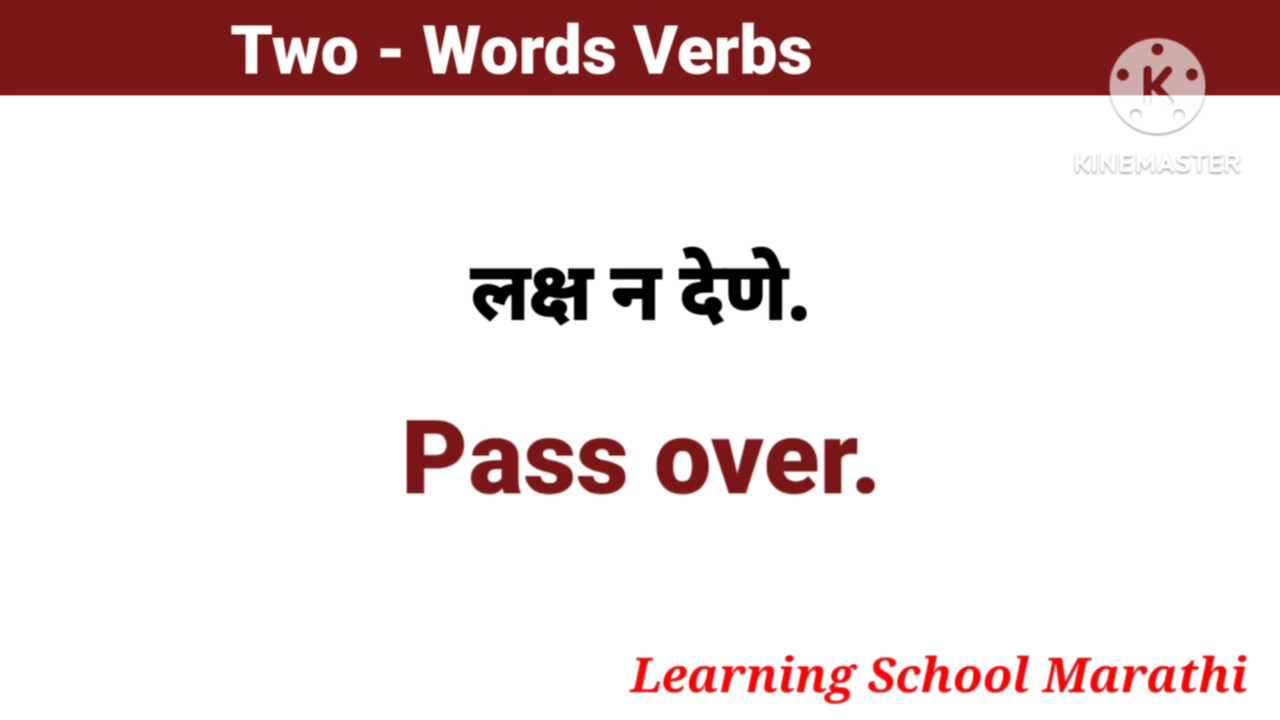 Two - Words Verbs
K
KINEMASTER
लक्ष न देणे.
Pass over.
Learning School Marathi